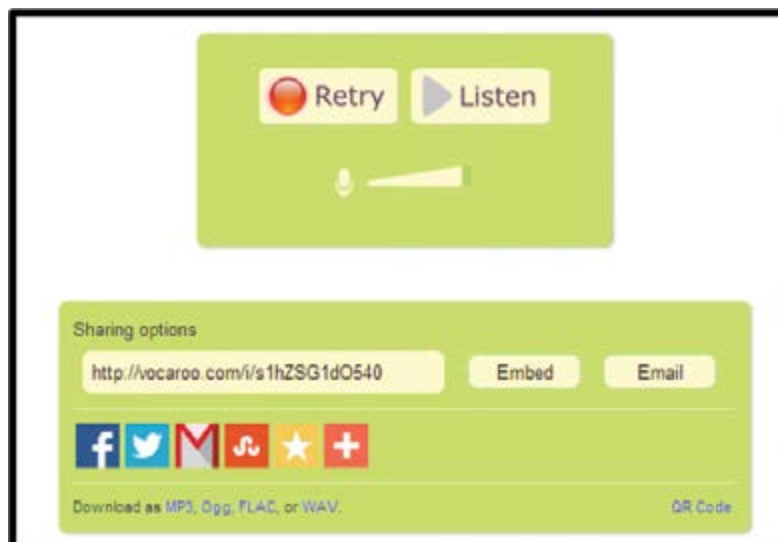 Retry Listen
Sharing options
http://vocaroo.com/i/s1hZSG1dO540 Embed Email
Download as MP3, Ogg, FLAC, or WAV. QR Code